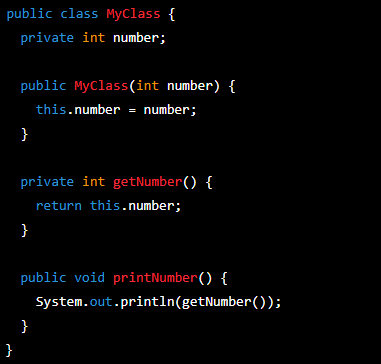 public class MyClass {
  private int number;

  public MyClass(int number) {
    this.number = number;
  }

  private int getNumber() {
    return this.number;
  }

  public void printNumber() {
    System.out.println(getNumber());
  }
}